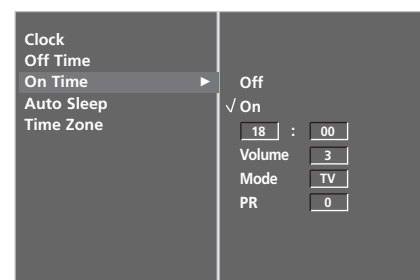 Clock
Off Time
On Time ►
Auto Sleep
Time Zone
Off
√ On
18 : 00
Volume 3
Mode TV
PR 0